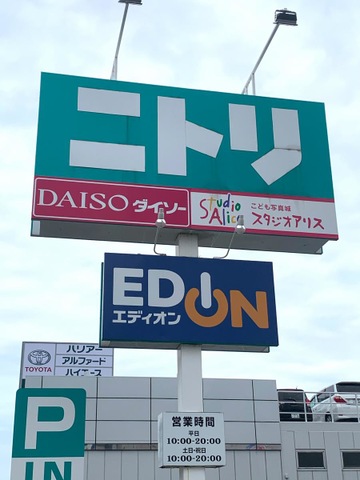 ニトリ
DAISO ダイソー
Studio Alice
こども写真城
スタジオアリス
EDION
エディオン
TOYOTA
ハリアー
アルファード
ハイエース
P
IN
営業時間
平日
10:00-20:00
土日・祝日
10:00-20:00